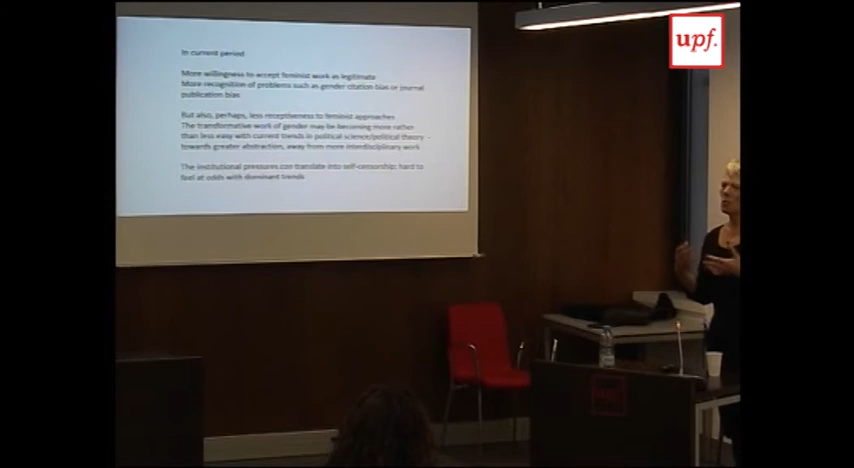 In current period
More willingness to accept feminist work as legitimate
More recognition of problems such as gender citation bias or journal
publication bias
But also, perhaps, less receptiveness to feminist approaches
The transformative work of gender may be becoming more rather
than less easy with current trends in political science/political theory -
towards greater abstraction, away from more interdisciplinary work
The institutional pressures can translate into self-censorship; hard to
feel at odds with dominant trends
upf.
upf.